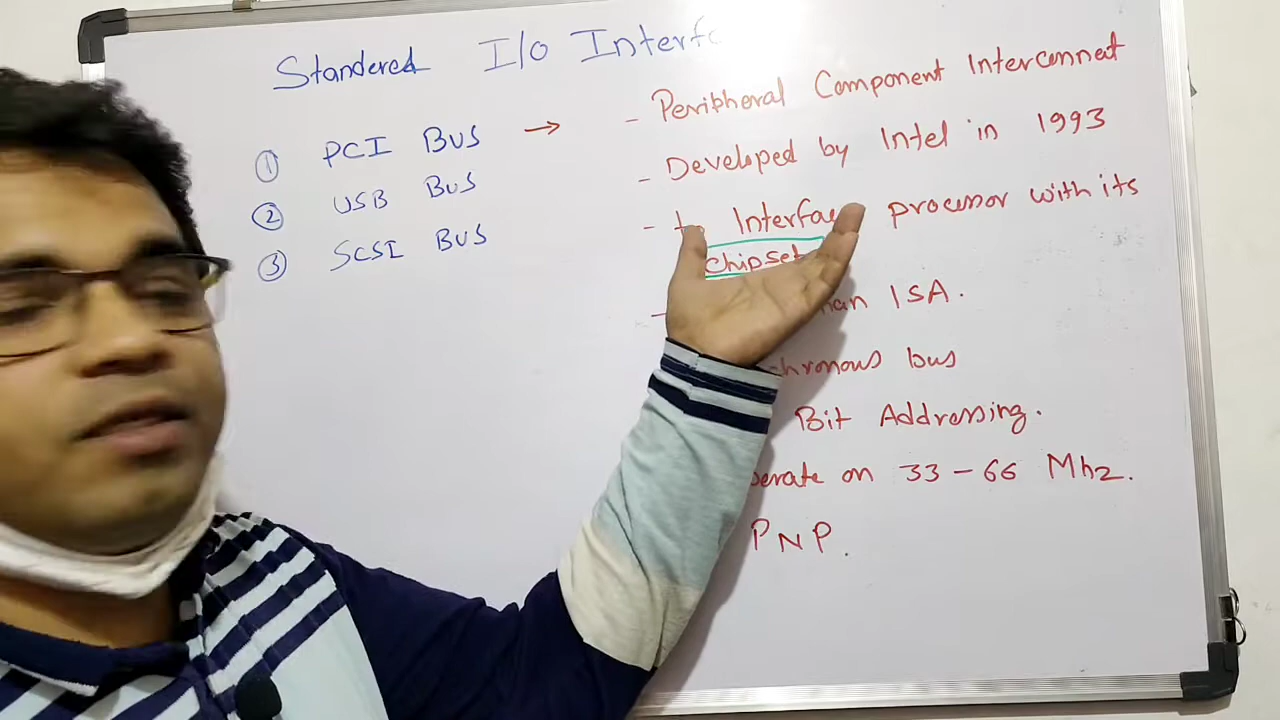 Standered I/o Interfc
① PCI BUS →
② USB BUS
③ SCSI BUS
- Peripheral Component Interconnect
- Developed by Intel in 1993
- Interface processor with its
chipset
- ISA.
bus
Bit Addressing.
on 33-66 Mhz.
PNP.